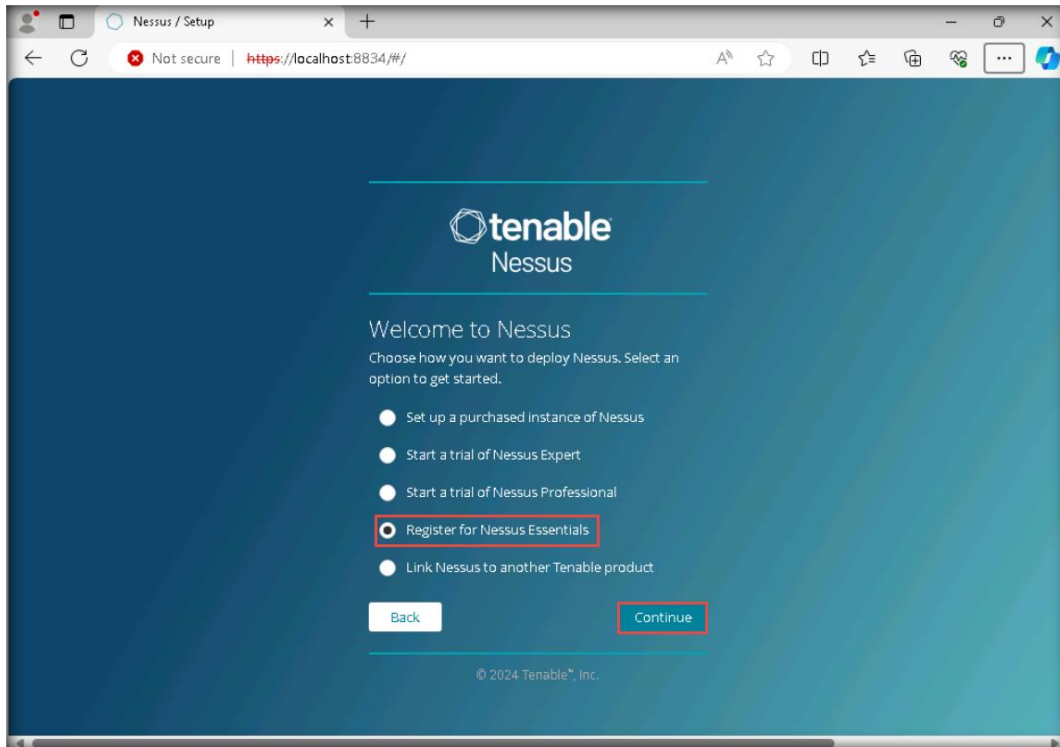 Nessus / Setup
Not secure | https://localhost:8834/#/
tenable
Nessus
Welcome to Nessus
Choose how you want to deploy Nessus. Select an
option to get started.
Set up a purchased instance of Nessus
Start a trial of Nessus Expert
Start a trial of Nessus Professional
Register for Nessus Essentials
Link Nessus to another Tenable product
Back
Continue
© 2024 Tenable™, Inc.